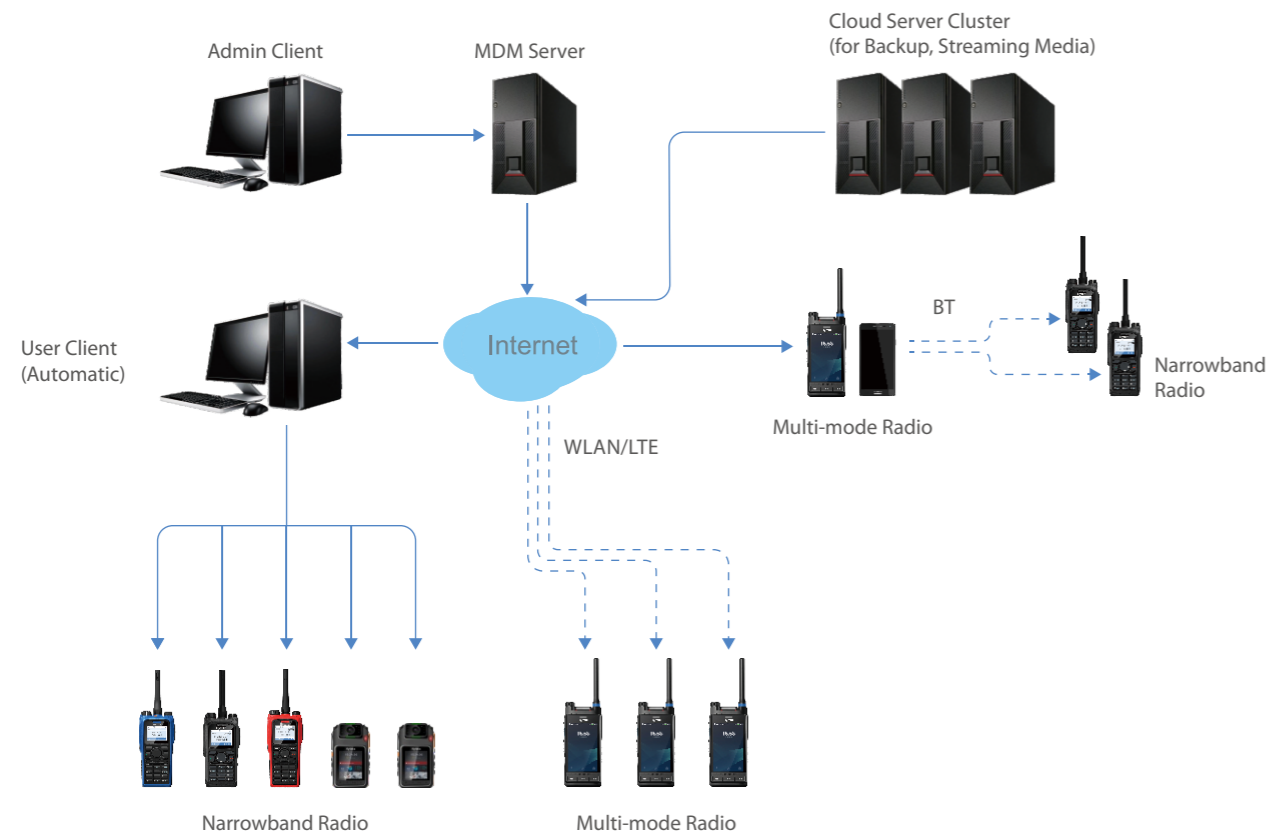 Admin Client
MDM Server
Cloud Server Cluster
(for Backup, Streaming Media)
User Client
(Automatic)
Internet
BT
Narrowband
Radio
Multi-mode Radio
WLAN/LTE
Narrowband Radio
Multi-mode Radio